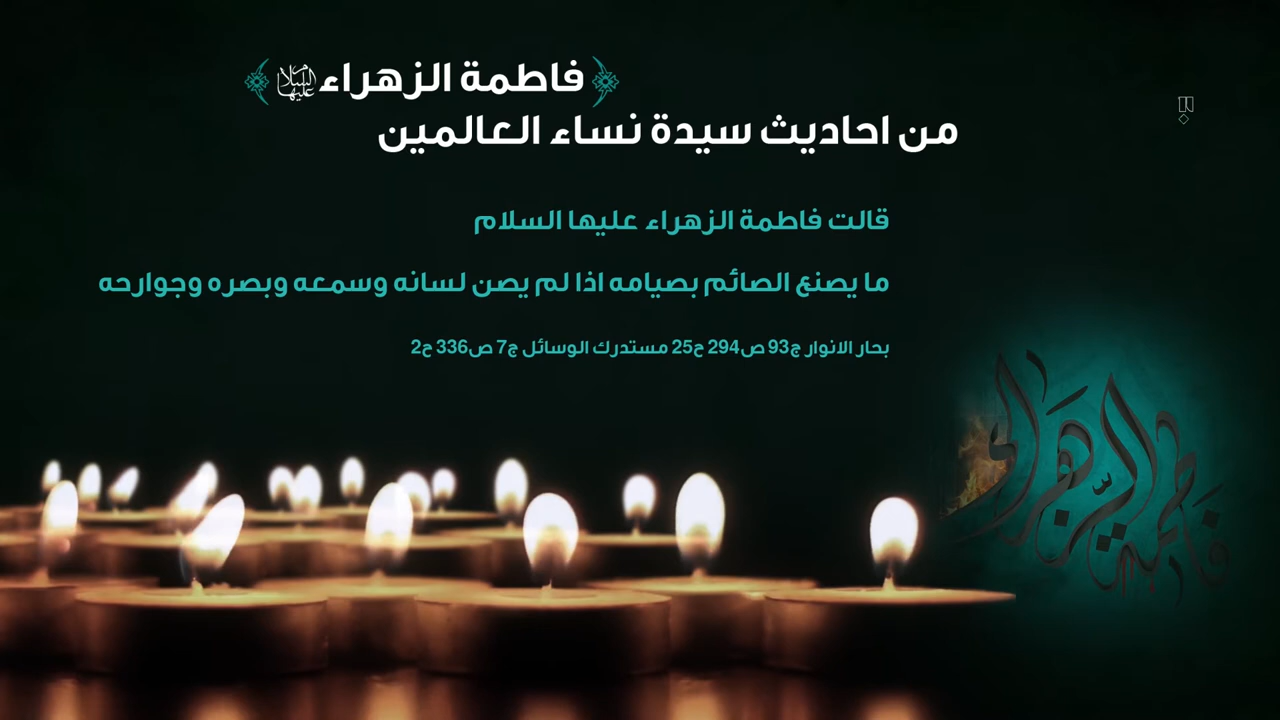 ﴿فاطمة الزهراء عليها السلام﴾
من احاديث سيدة نساء العالمين
قالت فاطمة الزهراء عليها السلام
ما يصنع الصائم بصيامه اذا لم يصن لسانه وسمعه وبصره وجوارحه
بحار الانوار ج93 ص294 ح25 مستدرك الوسائل ج7 ص336 ح2
فاطمة الزهراء